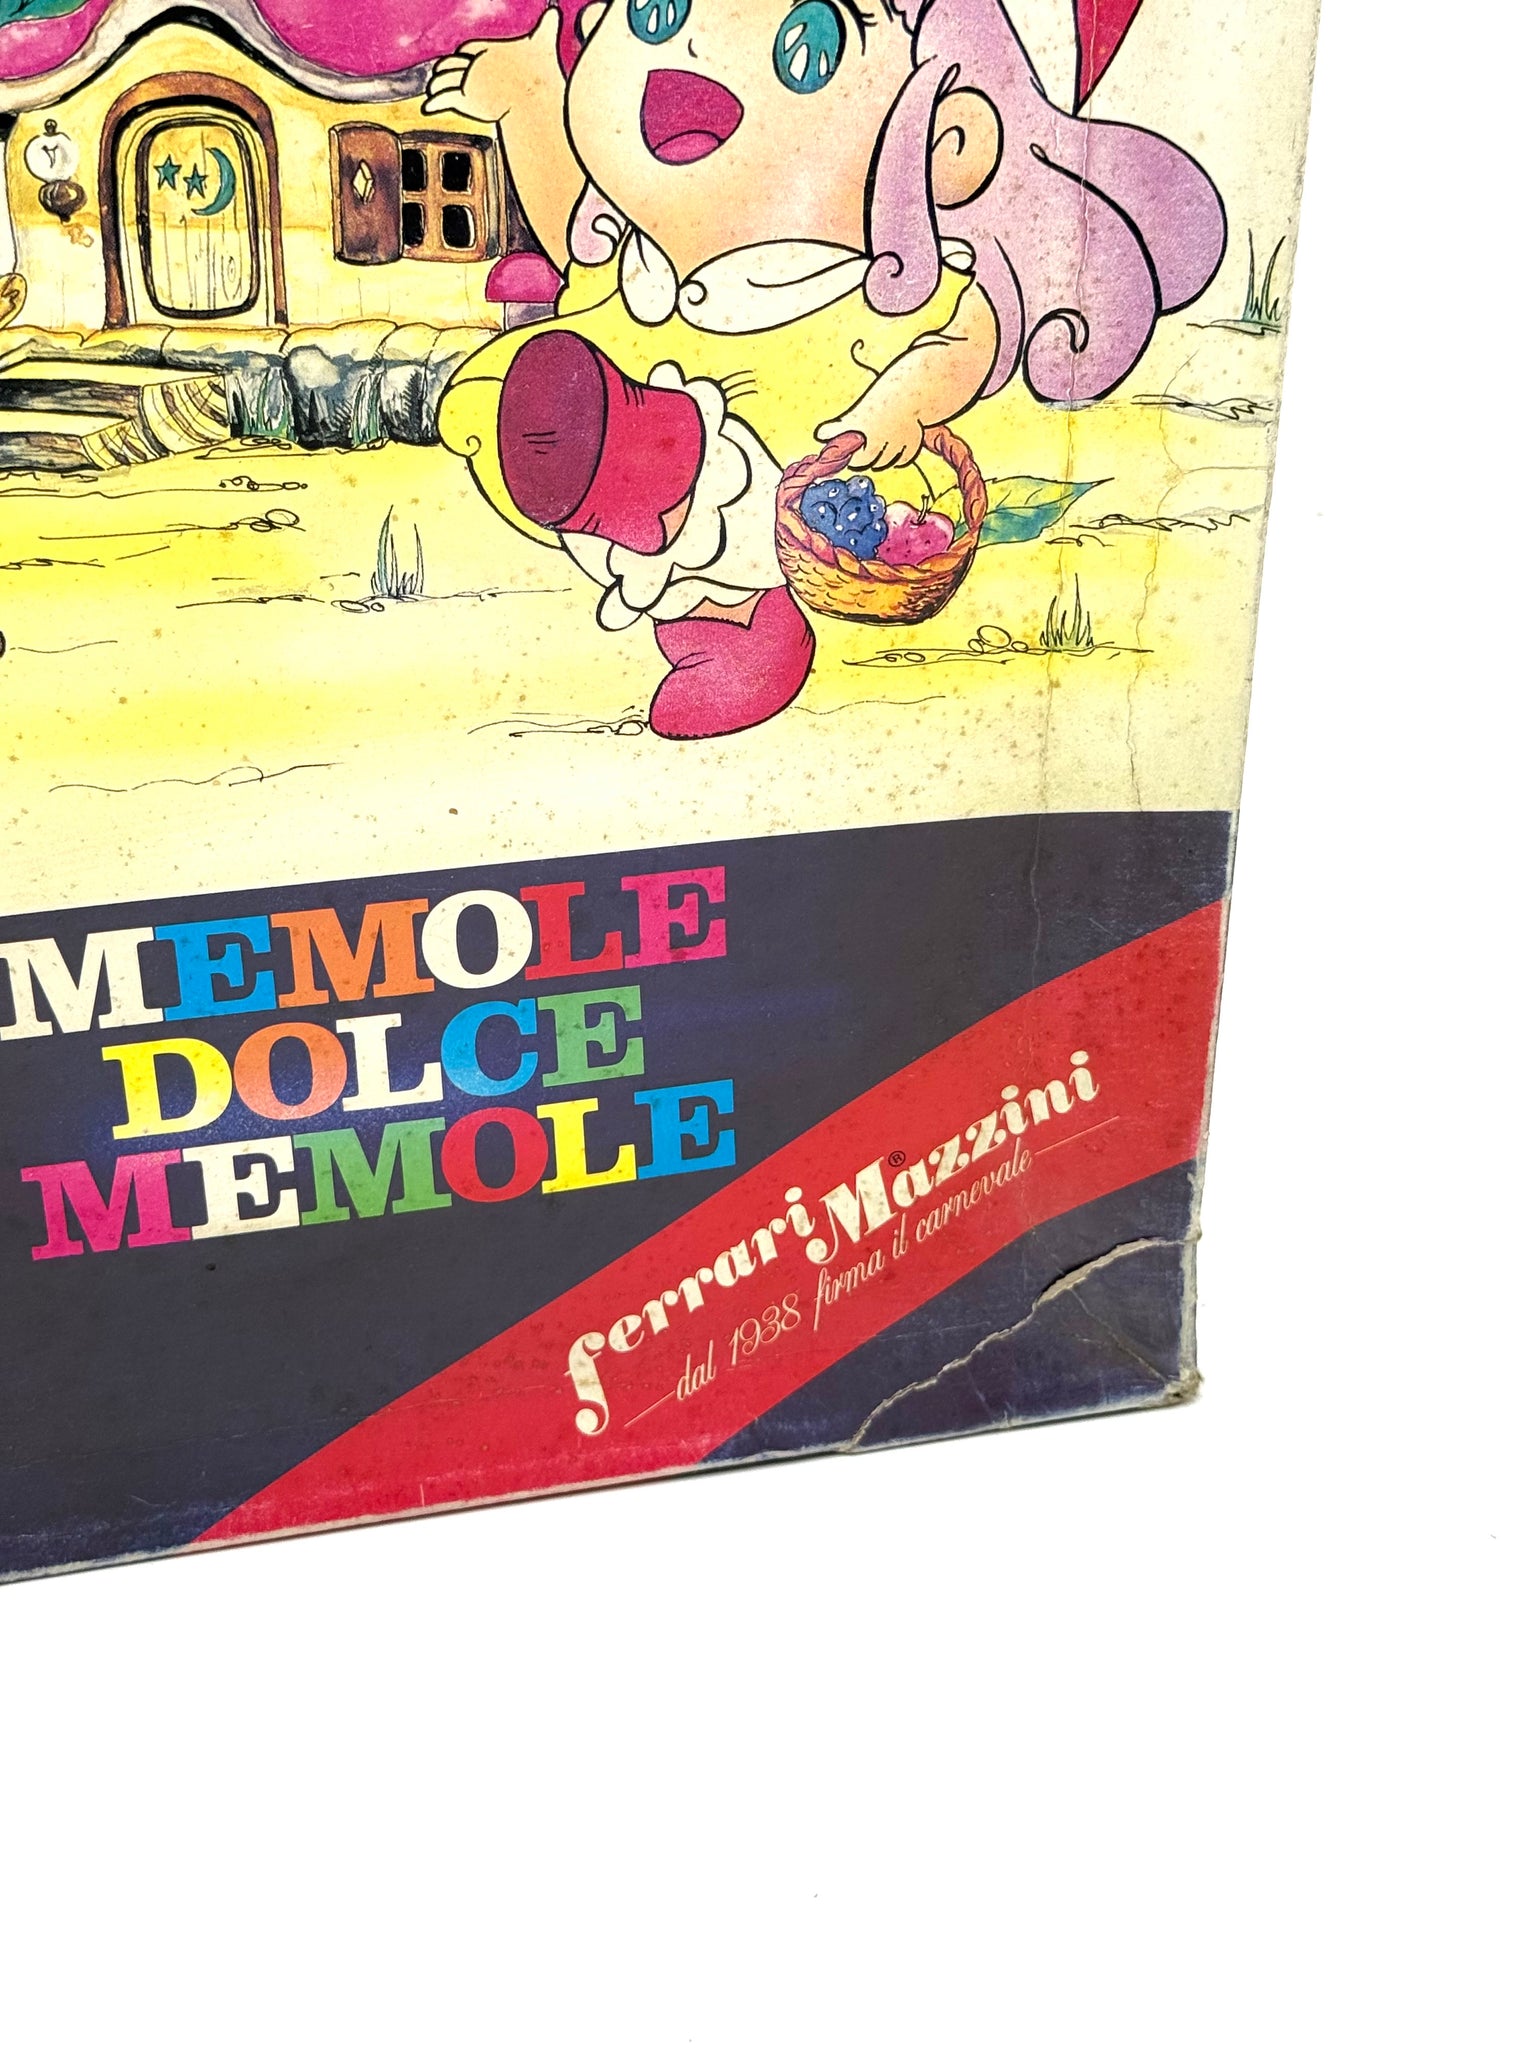 MEMOLE
DOLCE
MEMOLE
ferrari Mazzini®
dal 1938 firma il carnevale